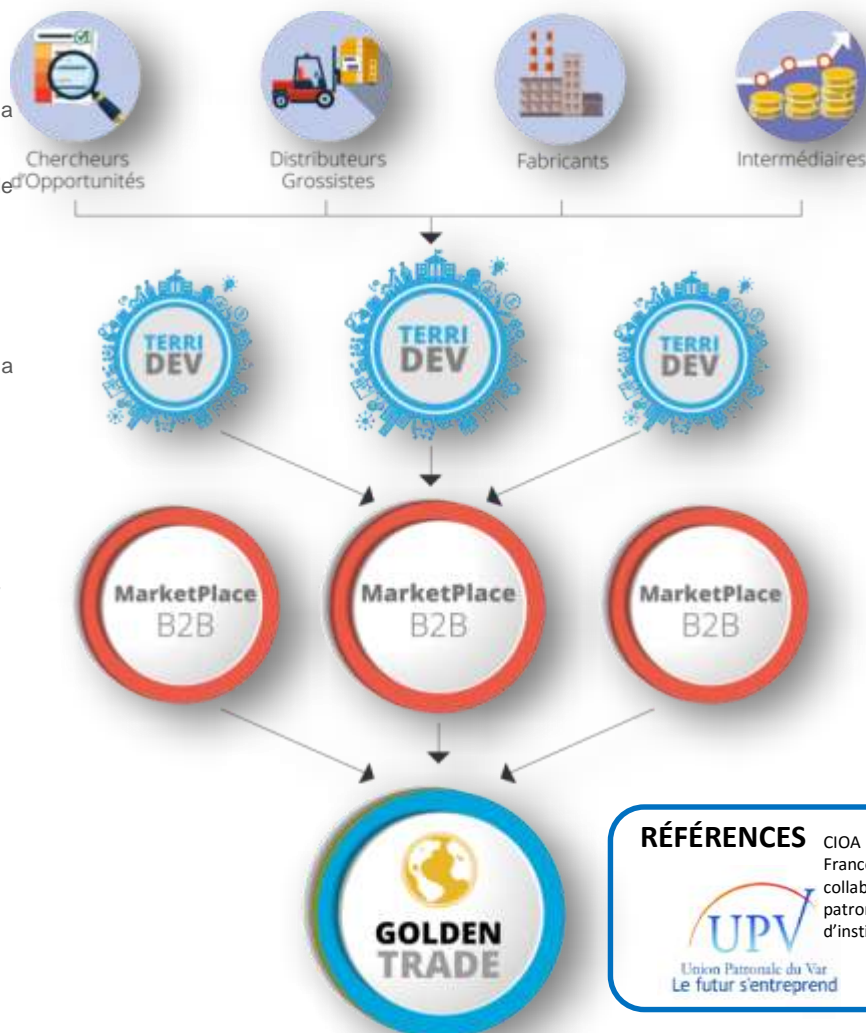 a
Chercheurs
d'Opportunités
Distributeurs
Grossistes
Fabricants
Intermédiaires
e
TERRI
DEV
TERRI
DEV
TERRI
DEV
a
MarketPlace
B2B
MarketPlace
B2B
MarketPlace
B2B
GOLDEN
TRADE
RÉFÉRENCES
CIOA
France
collab
patron
d'insti
UPV
Union Patronale du Var
Le futur s'entreprend